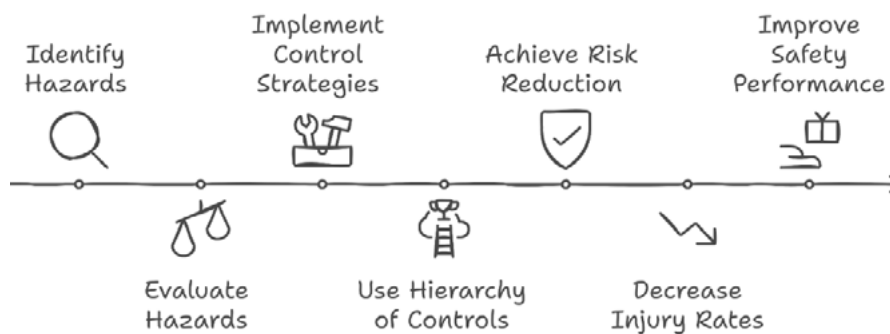 Identify
Hazards
Evaluate
Hazards
Implement
Control
Strategies
Use Hierarchy
of Controls
Achieve Risk
Reduction
Decrease
Injury Rates
Improve
Safety
Performance